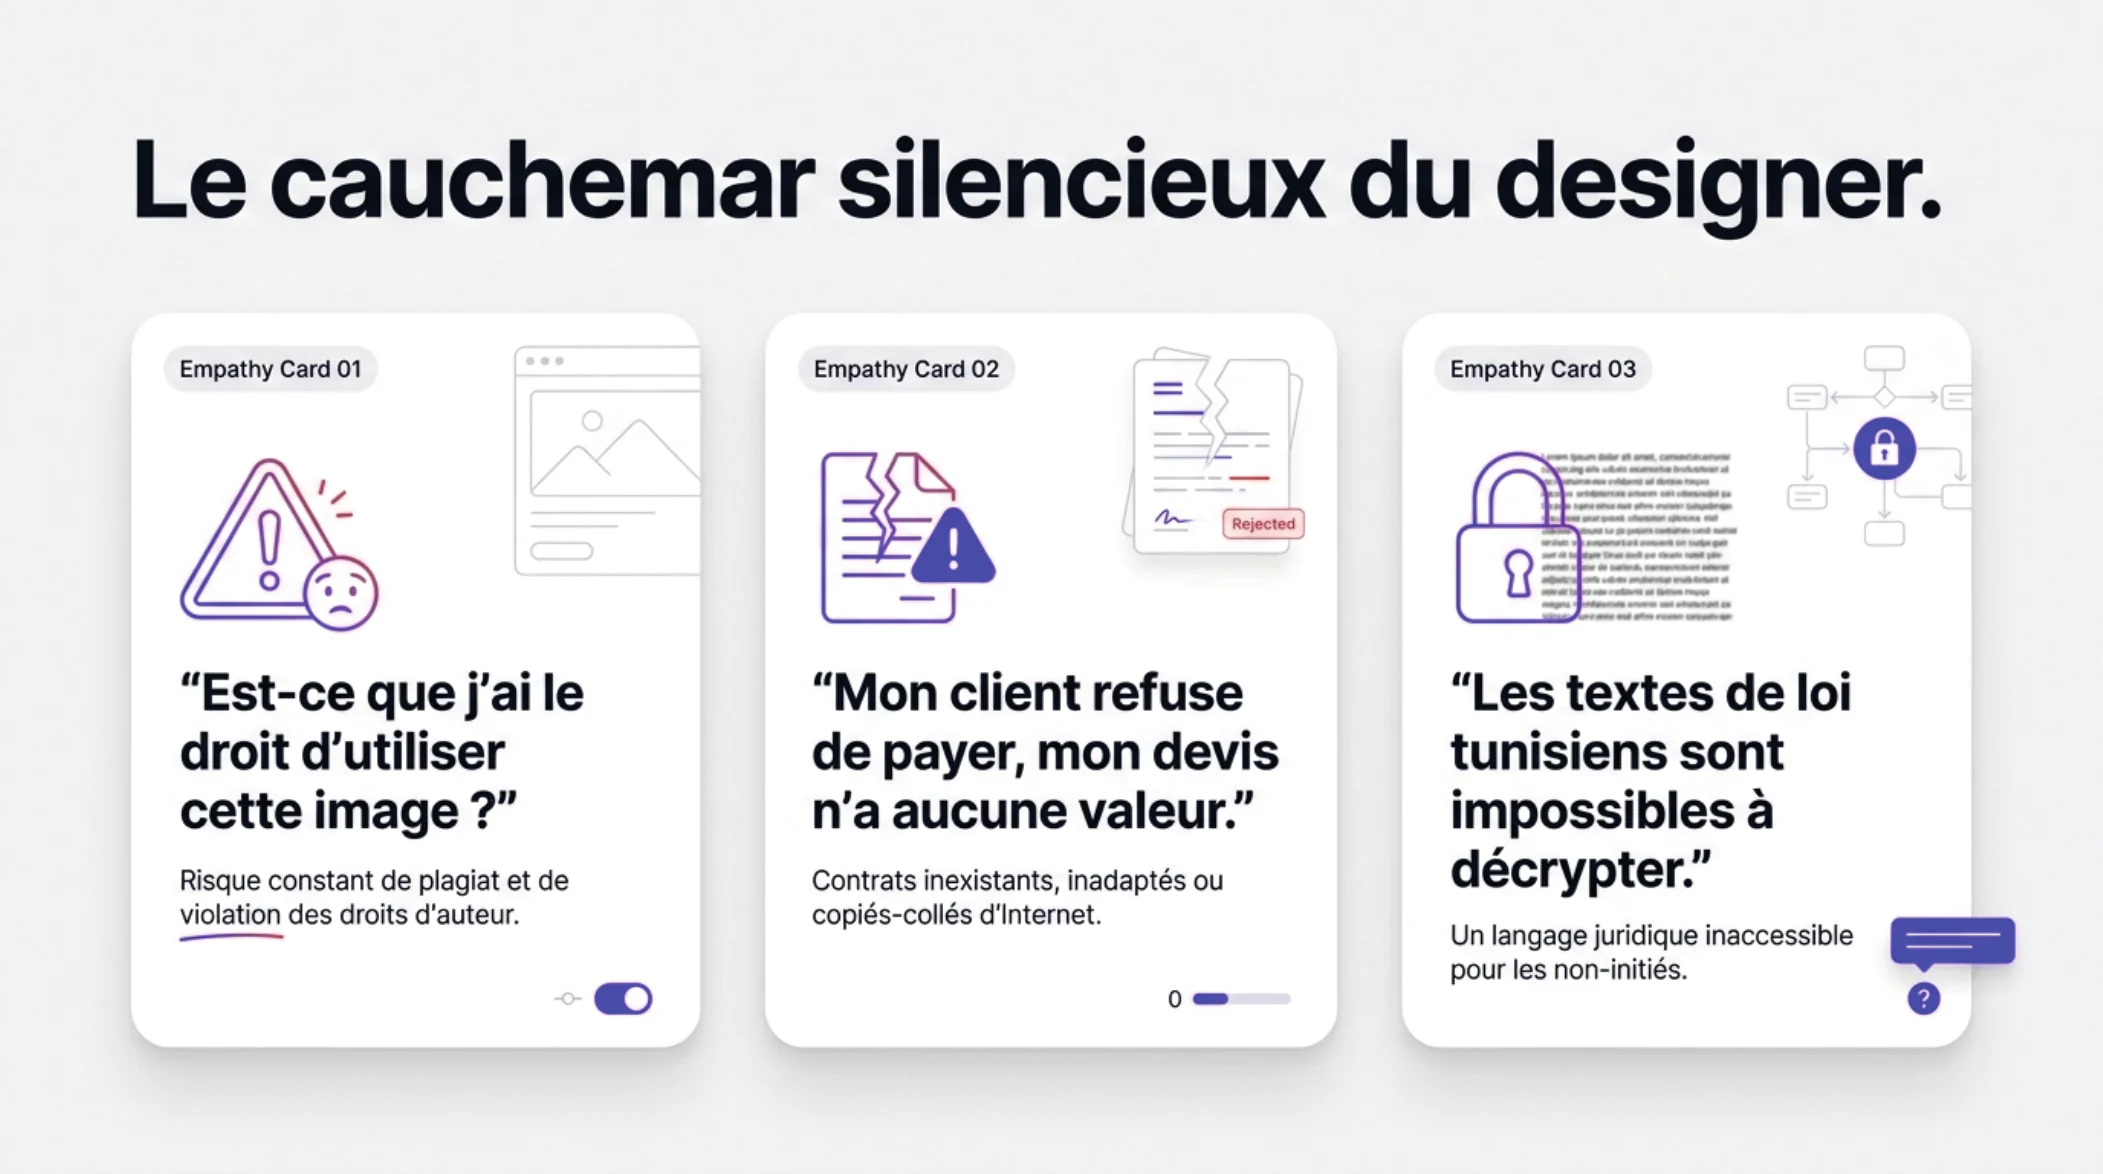 Le cauchemar silencieux du designer.
Empathy Card 01
“Est-ce que j’ai le
droit d’utiliser
cette image ?”
Risque constant de plagiat et de
violation des droits d’auteur.
Empathy Card 02
Rejected
“Mon client refuse
de payer, mon devis
n’a aucune valeur.”
Contrats inexistants, inadaptés ou
copiés-collés d’Internet.
0
Empathy Card 03
“Les textes de loi
tunisiens sont
impossibles à
décrypter.”
Un langage juridique inaccessible
pour les non-initiés.
?